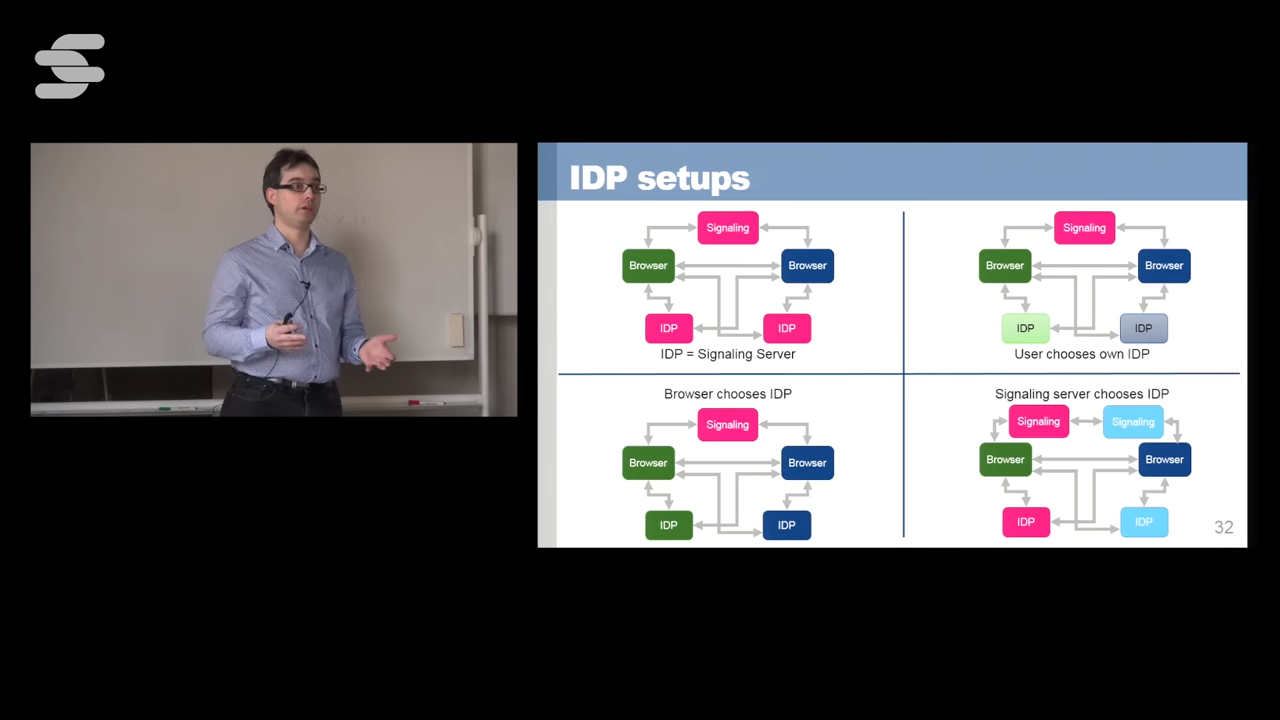 IDP setups
Signaling
Browser
Browser
IDP
IDP
IDP = Signaling Server
Signaling
Browser
Browser
IDP
IDP
User chooses own IDP
Browser chooses IDP
Signaling
Browser
Browser
IDP
IDP
Signaling server chooses IDP
Signaling
Signaling
Browser
Browser
IDP
IDP
32